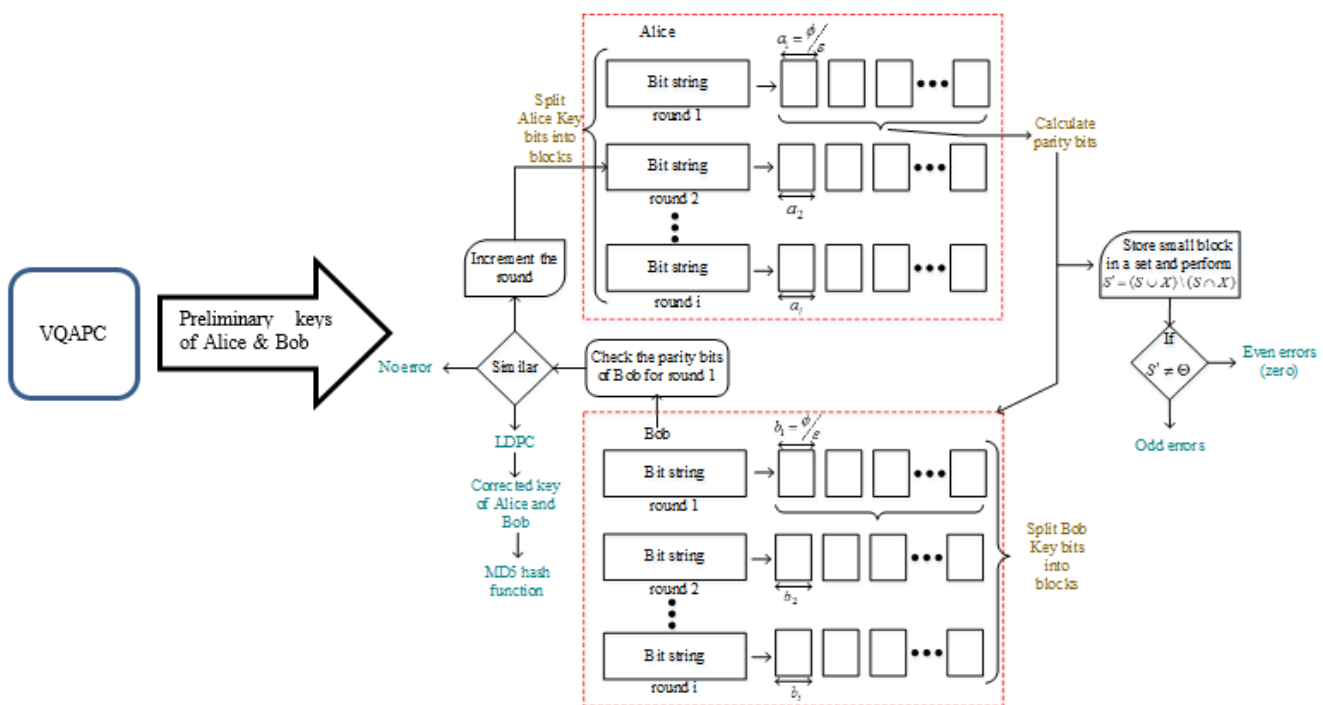 VQAPC
Preliminary keys
of Alice & Bob
Alice
a₁ = ϕ/ε
Split
Alice Key
bits into
blocks
Bit string
round 1
Bit string
round 2
a₂
Bit string
round i
aᵢ
Calculate
parity bits
Increment the
round
Store small block
in a set and perform
S' = (S ∪ X) \ (S ∩ X)
If
S' ≠ Θ
Even errors
(zero)
Odd errors
No error
Similar
Check the parity bits
of Bob for round 1
LDPC
Corrected key
of Alice and
Bob
MD5 hash
function
Bob
b₁ = ϕ/ε
Bit string
round 1
Bit string
round 2
b₂
Bit string
round i
bᵢ
Split Bob
Key bits
into
blocks